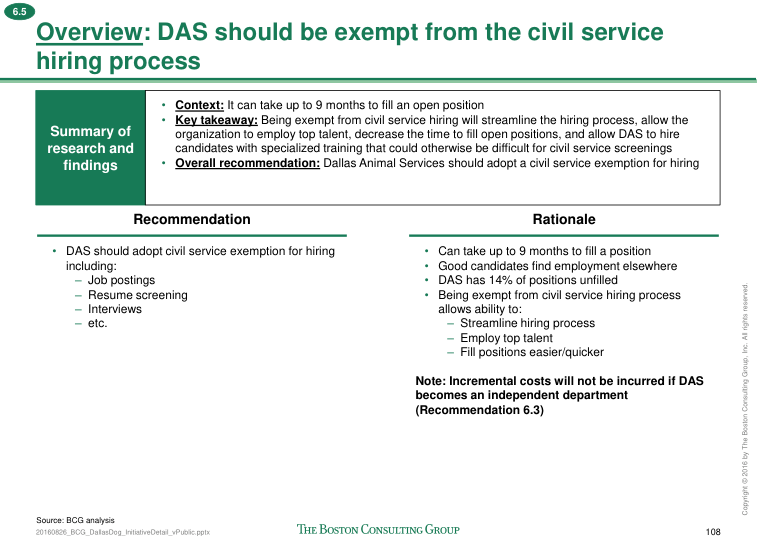 6.5
Overview: DAS should be exempt from the civil service
hiring process
Summary of
research and
findings
• Context: It can take up to 9 months to fill an open position
• Key takeaway: Being exempt from civil service hiring will streamline the hiring process, allow the
organization to employ top talent, decrease the time to fill open positions, and allow DAS to hire
candidates with specialized training that could otherwise be difficult for civil service screenings
• Overall recommendation: Dallas Animal Services should adopt a civil service exemption for hiring
Recommendation
• DAS should adopt civil service exemption for hiring
including:
– Job postings
– Resume screening
– Interviews
– etc.
Rationale
• Can take up to 9 months to fill a position
• Good candidates find employment elsewhere
• DAS has 14% of positions unfilled
• Being exempt from civil service hiring process
allows ability to:
– Streamline hiring process
– Employ top talent
– Fill positions easier/quicker
Note: Incremental costs will not be incurred if DAS
becomes an independent department
(Recommendation 6.3)
Copyright © 2016 by The Boston Consulting Group, Inc. All rights reserved.
Source: BCG analysis
20160826_BCG_DallasDog_InitiativeDetail_vPublic.pptx
THE BOSTON CONSULTING GROUP
108